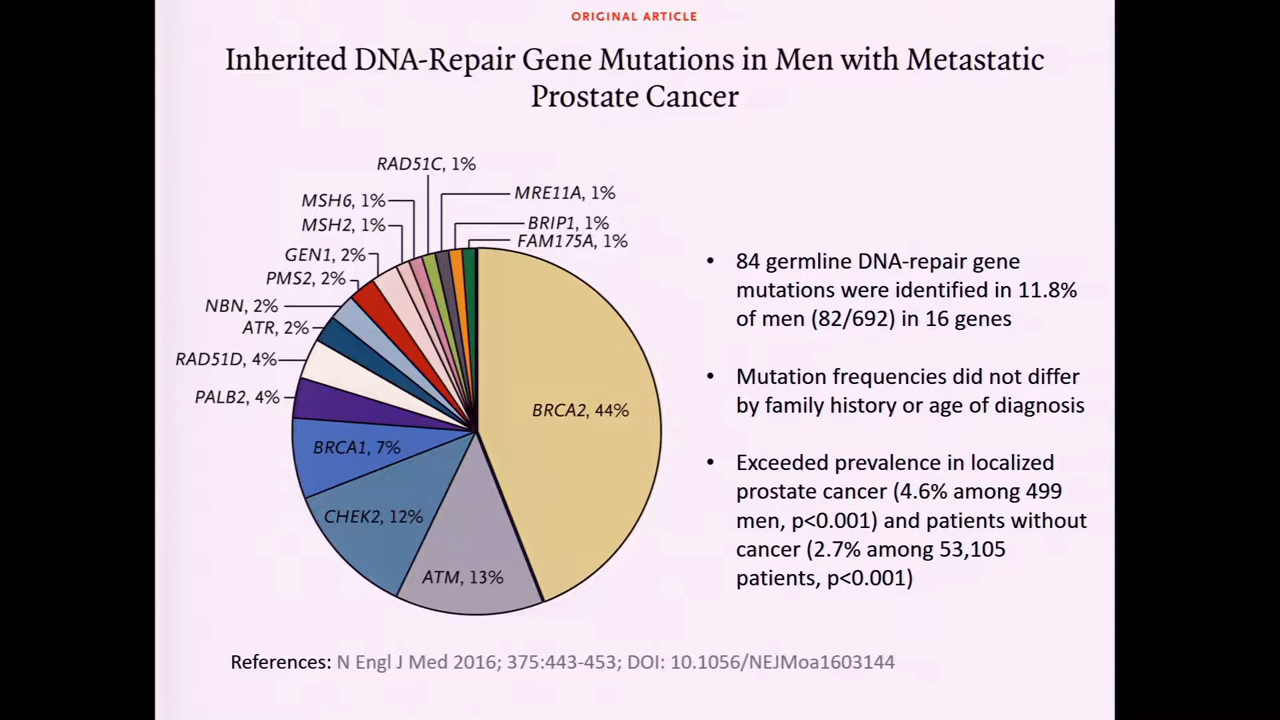 ORIGINAL ARTICLE
Inherited DNA-Repair Gene Mutations in Men with Metastatic
Prostate Cancer
RAD51C, 1%
MSH6, 1%
MRE11A, 1%
MSH2, 1%
BRIP1, 1%
FAM175A, 1%
GEN1, 2%
PMS2, 2%
NBN, 2%
ATR, 2%
RAD51D, 4%
PALB2, 4%
BRCA2, 44%
BRCA1, 7%
CHEK2, 12%
ATM, 13%
• 84 germline DNA-repair gene
mutations were identified in 11.8%
of men (82/692) in 16 genes
• Mutation frequencies did not differ
by family history or age of diagnosis
• Exceeded prevalence in localized
prostate cancer (4.6% among 499
men, p<0.001) and patients without
cancer (2.7% among 53,105
patients, p<0.001)
References: N Engl J Med 2016; 375:443-453; DOI: 10.1056/NEJMoa1603144